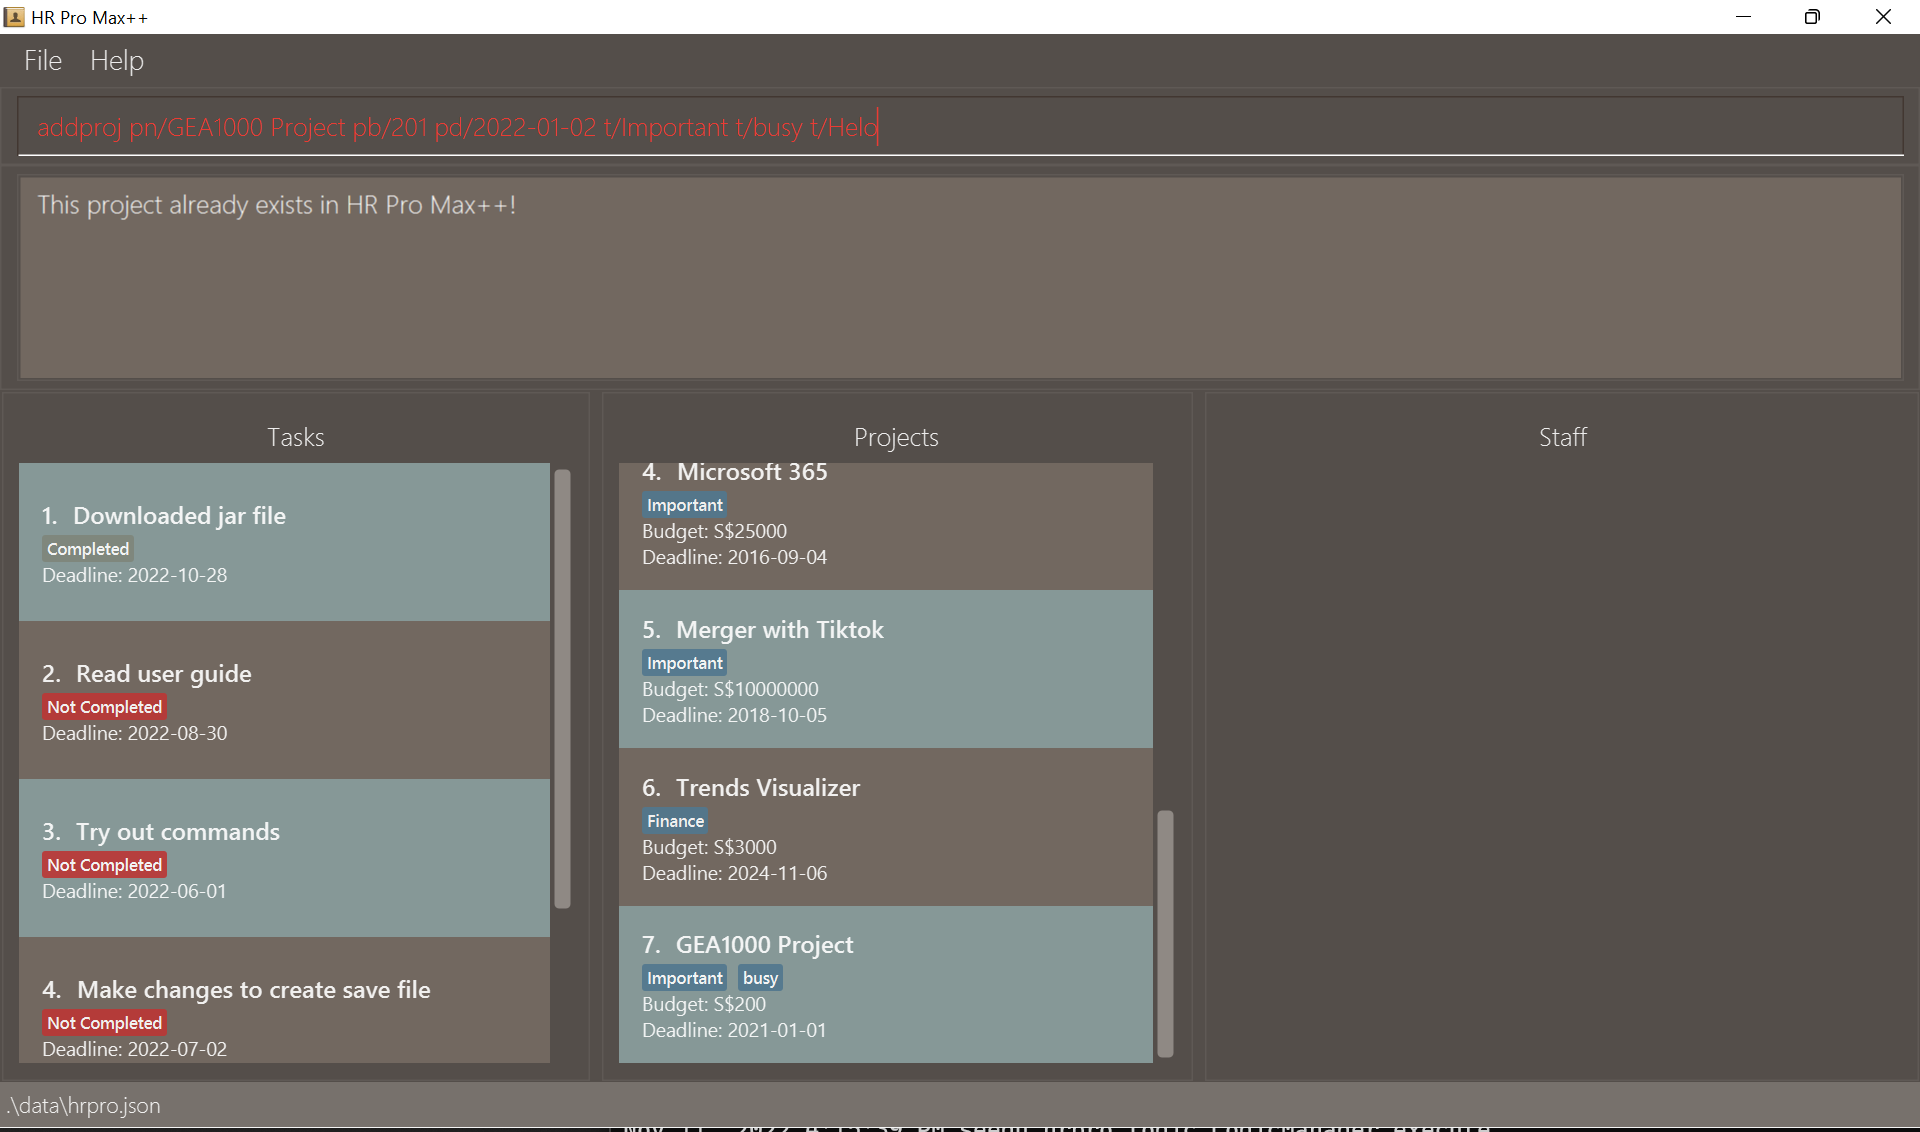 HR Pro Max++
File Help
addproj pn/GEA1000 Project pb/201 pd/2022-01-02 t/Important t/busy t/Helo
This project already exists in HR Pro Max++!
Tasks
1. Downloaded jar file
Completed
Deadline: 2022-10-28
2. Read user guide
Not Completed
Deadline: 2022-08-30
3. Try out commands
Not Completed
Deadline: 2022-06-01
4. Make changes to create save file
Not Completed
Deadline: 2022-07-02
Projects
4. Microsoft 365
Important
Budget: S$25000
Deadline: 2016-09-04
5. Merger with Tiktok
Important
Budget: S$10000000
Deadline: 2018-10-05
6. Trends Visualizer
Finance
Budget: S$3000
Deadline: 2024-11-06
7. GEA1000 Project
Important busy
Budget: S$200
Deadline: 2021-01-01
Staff
.\data\hrpro.json